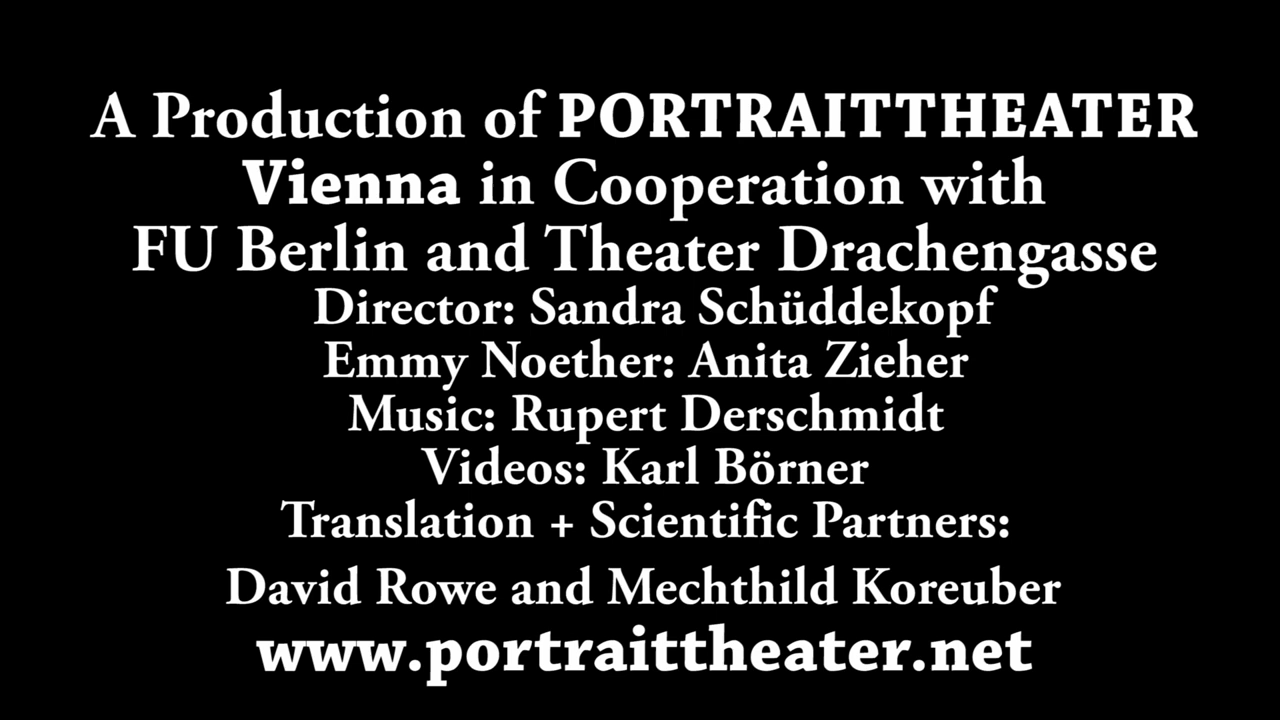 A Production of PORTRAITTHEATER
Vienna in Cooperation with
FU Berlin and Theater Drachengasse
Director: Sandra Schüddekopf
Emmy Noether: Anita Zieher
Music: Rupert Derschmidt
Videos: Karl Börner
Translation + Scientific Partners:
David Rowe and Mechthild Koreuber
www.portraittheater.net